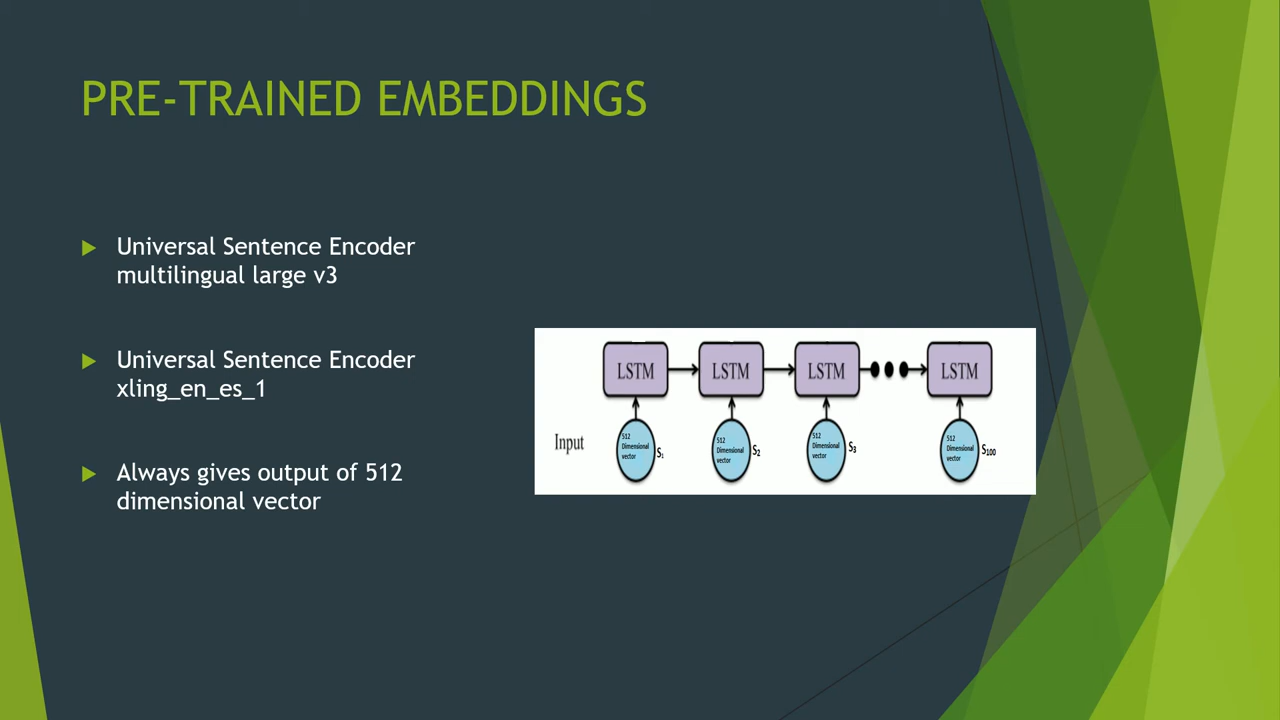 PRE-TRAINED EMBEDDINGS
Universal Sentence Encoder
multilingual large v3
Universal Sentence Encoder
xling_en_es_1
Always gives output of 512
dimensional vector
LSTM LSTM LSTM LSTM
Input
512
Dimensional
vector
S₁
512
Dimensional
vector
S₂
512
Dimensional
vector
S₃
512
Dimensional
vector
S₁₀₀